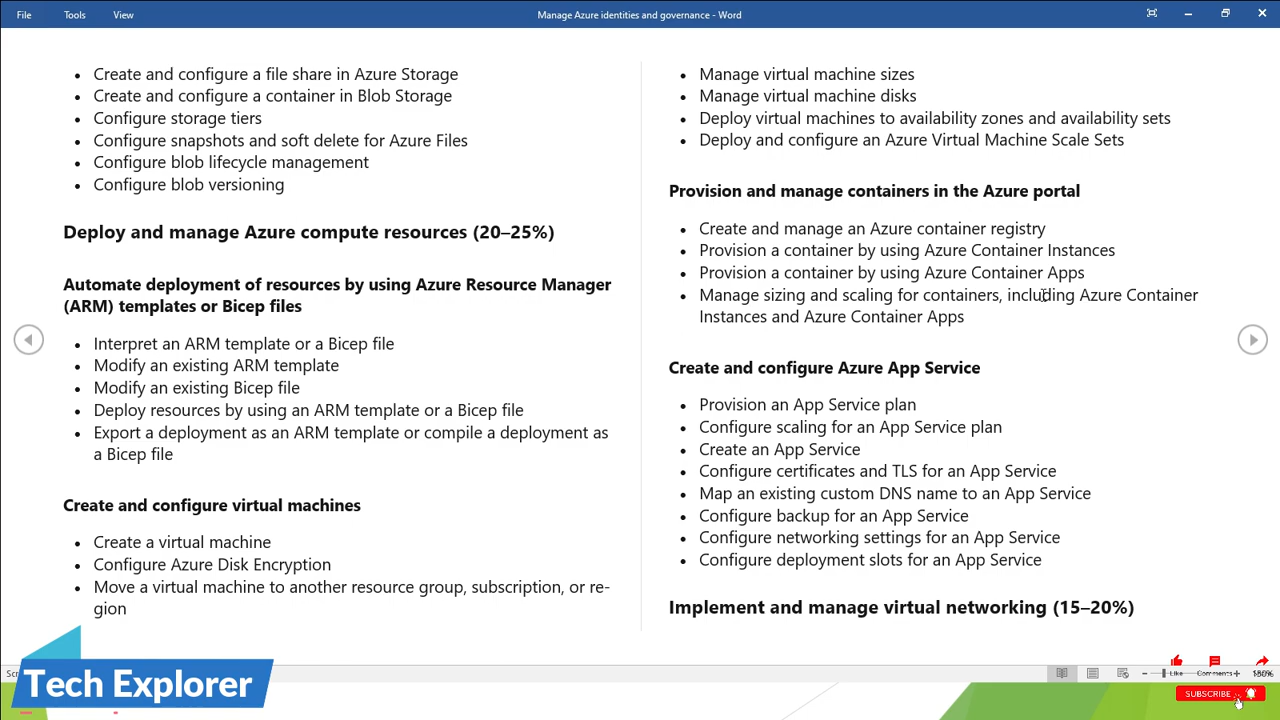 File Tools View Manage Azure identities and governance - Word
• Create and configure a file share in Azure Storage
• Create and configure a container in Blob Storage
• Configure storage tiers
• Configure snapshots and soft delete for Azure Files
• Configure blob lifecycle management
• Configure blob versioning
Deploy and manage Azure compute resources (20–25%)
Automate deployment of resources by using Azure Resource Manager
(ARM) templates or Bicep files
• Interpret an ARM template or a Bicep file
• Modify an existing ARM template
• Modify an existing Bicep file
• Deploy resources by using an ARM template or a Bicep file
• Export a deployment as an ARM template or compile a deployment as
a Bicep file
Create and configure virtual machines
• Create a virtual machine
• Configure Azure Disk Encryption
• Move a virtual machine to another resource group, subscription, or re-
gion
• Manage virtual machine sizes
• Manage virtual machine disks
• Deploy virtual machines to availability zones and availability sets
• Deploy and configure an Azure Virtual Machine Scale Sets
Provision and manage containers in the Azure portal
• Create and manage an Azure container registry
• Provision a container by using Azure Container Instances
• Provision a container by using Azure Container Apps
• Manage sizing and scaling for containers, including Azure Container
Instances and Azure Container Apps
Create and configure Azure App Service
• Provision an App Service plan
• Configure scaling for an App Service plan
• Create an App Service
• Configure certificates and TLS for an App Service
• Map an existing custom DNS name to an App Service
• Configure backup for an App Service
• Configure networking settings for an App Service
• Configure deployment slots for an App Service
Implement and manage virtual networking (15–20%)
Tech Explorer
Like Comments
SUBSCRIBE